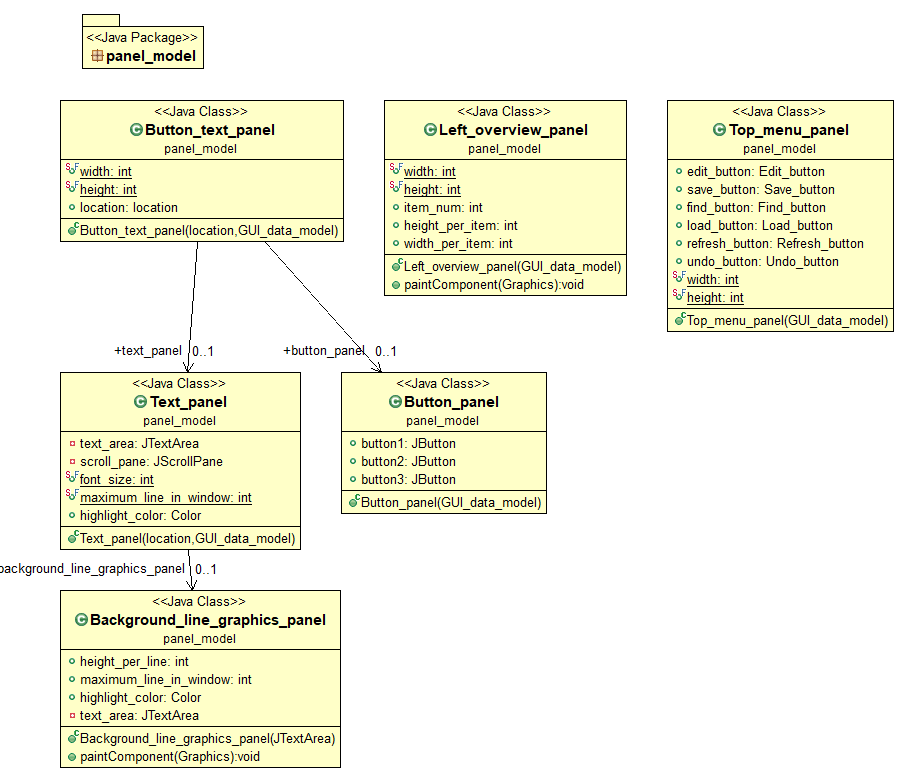 <<Java Package>>
panel_model
<<Java Class>>
Button_text_panel
panel_model
width: int
height: int
location: location
Button_text_panel(location,GUI_data_model)
<<Java Class>>
Left_overview_panel
panel_model
width: int
height: int
item_num: int
height_per_item: int
width_per_item: int
Left_overview_panel(GUI_data_model)
paintComponent(Graphics):void
<<Java Class>>
Top_menu_panel
panel_model
edit_button: Edit_button
save_button: Save_button
find_button: Find_button
load_button: Load_button
refresh_button: Refresh_button
undo_button: Undo_button
width: int
height: int
Top_menu_panel(GUI_data_model)
+text_panel 0..1
+button_panel 0..1
<<Java Class>>
Text_panel
panel_model
text_area: JTextArea
scroll_pane: JScrollPane
font_size: int
maximum_line_in_window: int
highlight_color: Color
Text_panel(location,GUI_data_model)
<<Java Class>>
Button_panel
panel_model
button1: JButton
button2: JButton
button3: JButton
Button_panel(GUI_data_model)
background_line_graphics_panel 0..1
<<Java Class>>
Background_line_graphics_panel
panel_model
height_per_line: int
maximum_line_in_window: int
highlight_color: Color
text_area: JTextArea
Background_line_graphics_panel(JTextArea)
paintComponent(Graphics):void